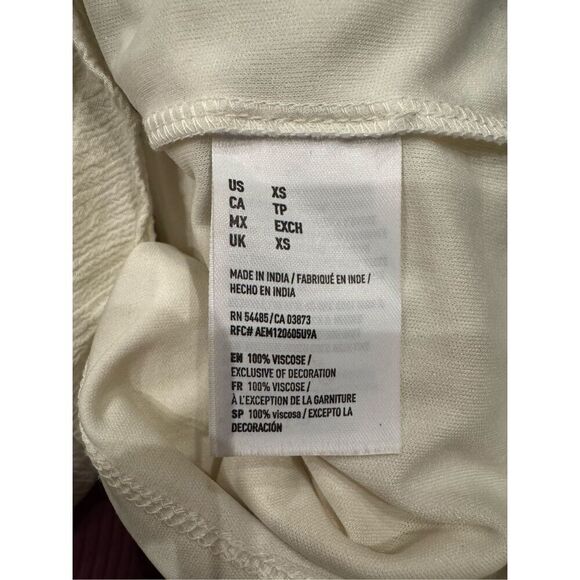 US XS
CA TP
MX EXCH
UK XS
MADE IN INDIA / FABRIQUÉ EN INDE /
HECHO EN INDIA
RN 54485 / CA 03873
RFC# AEM120605U9A
EN 100% VISCOSE /
EXCLUSIVE OF DECORATION
FR 100% VISCOSE /
À L'EXCEPTION DE LA GARNITURE
SP 100% viscosa / EXCEPTO LA
DECORACIÓN